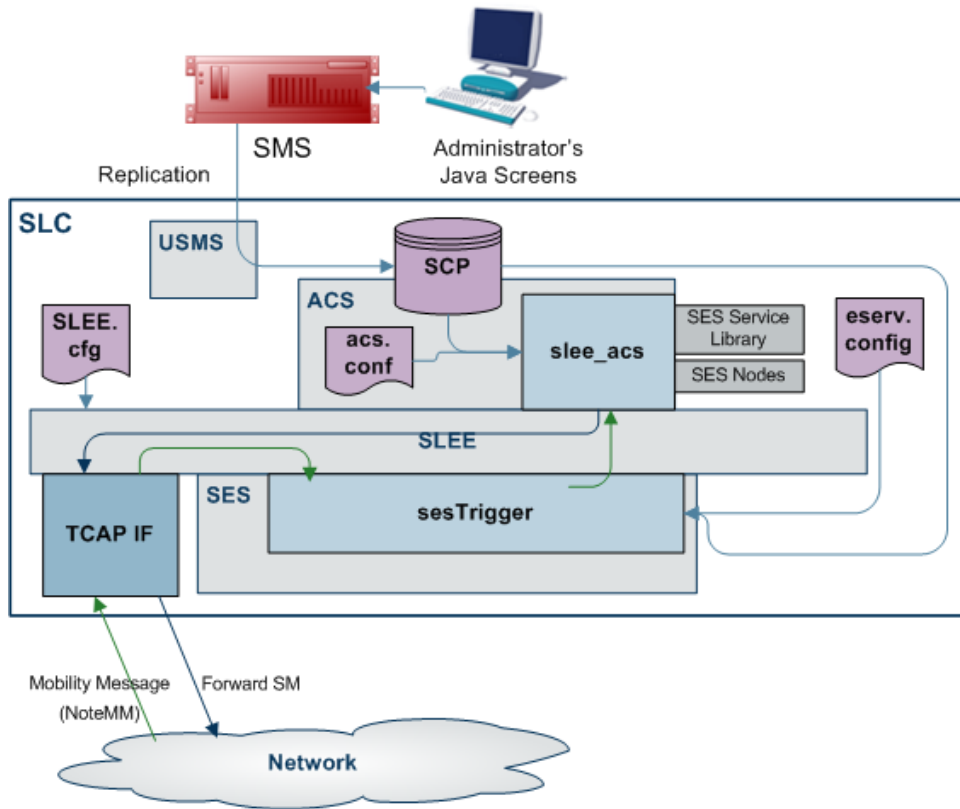 SMS
Administrator's
Java Screens
Replication
SLC
USMS
SCP
ACS
SLEE.
cfg
acs.
conf
slee_acs
SES Service
Library
SES Nodes
eserv.
config
SLEE
SES
sesTrigger
TCAP IF
Mobility Message
(NoteMM)
Forward SM
Network